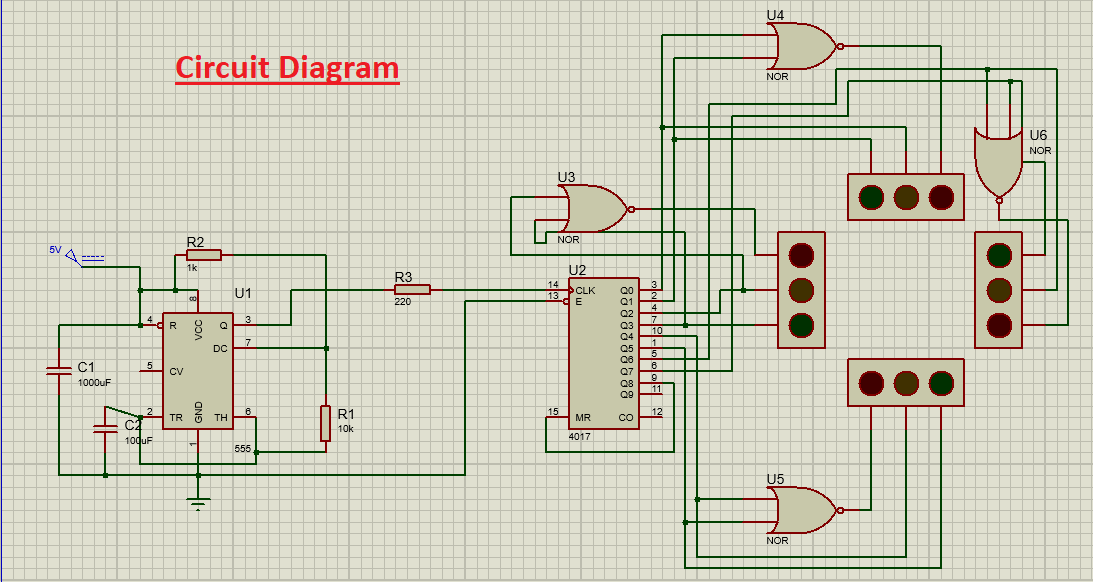 Circuit Diagram
5V
R2
1k
U1
8
4
R
VCC
Q
3
DC
7
5
CV
2
TR
GND
TH
6
1
555
C1
1000uF
C2
100uF
R1
10k
R3
220
U3
NOR
U2
14
CLK
13
E
15
MR
4017
Q0
3
Q1
2
Q2
4
Q3
7
Q4
10
Q5
1
Q6
5
Q7
6
Q8
9
Q9
11
CO
12
U4
NOR
U6
NOR
U5
NOR